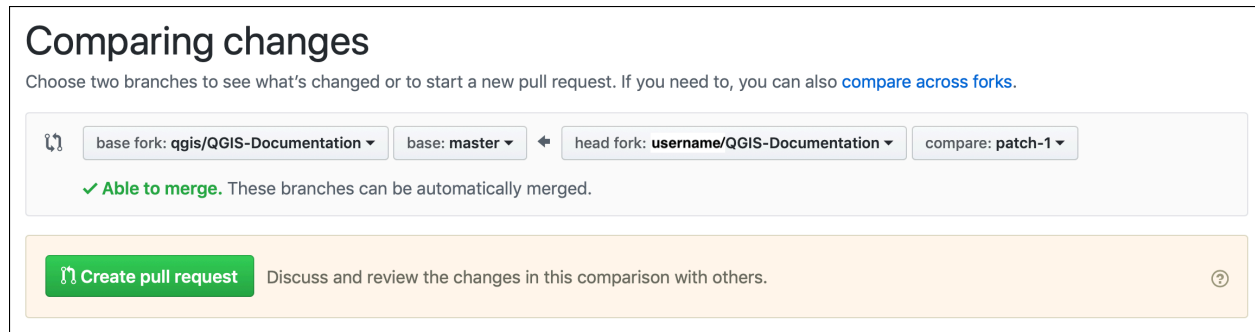 Comparing changes
Choose two branches to see what's changed or to start a new pull request. If you need to, you can also compare across forks.
base fork: qgis/QGIS-Documentation base: master head fork: username/QGIS-Documentation compare: patch-1
Able to merge. These branches can be automatically merged.
Create pull request Discuss and review the changes in this comparison with others. ?